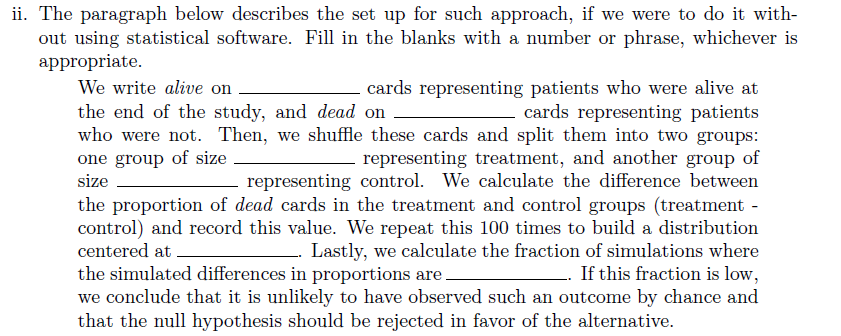 ii. The paragraph below describes the set up for such approach, if we were to do it with-
out using statistical software. Fill in the blanks with a number or phrase, whichever is
appropriate.
We write alive on ____________ cards representing patients who were alive at
the end of the study, and dead on ____________ cards representing patients
who were not. Then, we shuffle these cards and split them into two groups:
one group of size ____________ representing treatment, and another group of
size ____________ representing control. We calculate the difference between
the proportion of dead cards in the treatment and control groups (treatment -
control) and record this value. We repeat this 100 times to build a distribution
centered at ____________. Lastly, we calculate the fraction of simulations where
the simulated differences in proportions are ____________. If this fraction is low,
we conclude that it is unlikely to have observed such an outcome by chance and
that the null hypothesis should be rejected in favor of the alternative.